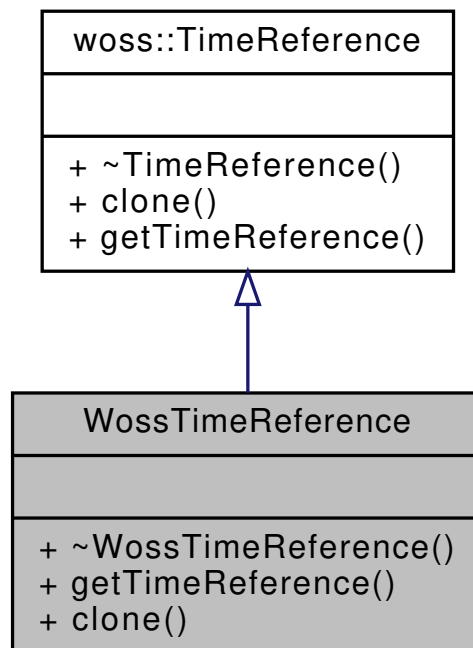 woss::TimeReference
+ ~TimeReference()
+ clone()
+ getTimeReference()
WossTimeReference
+ ~WossTimeReference()
+ getTimeReference()
+ clone()